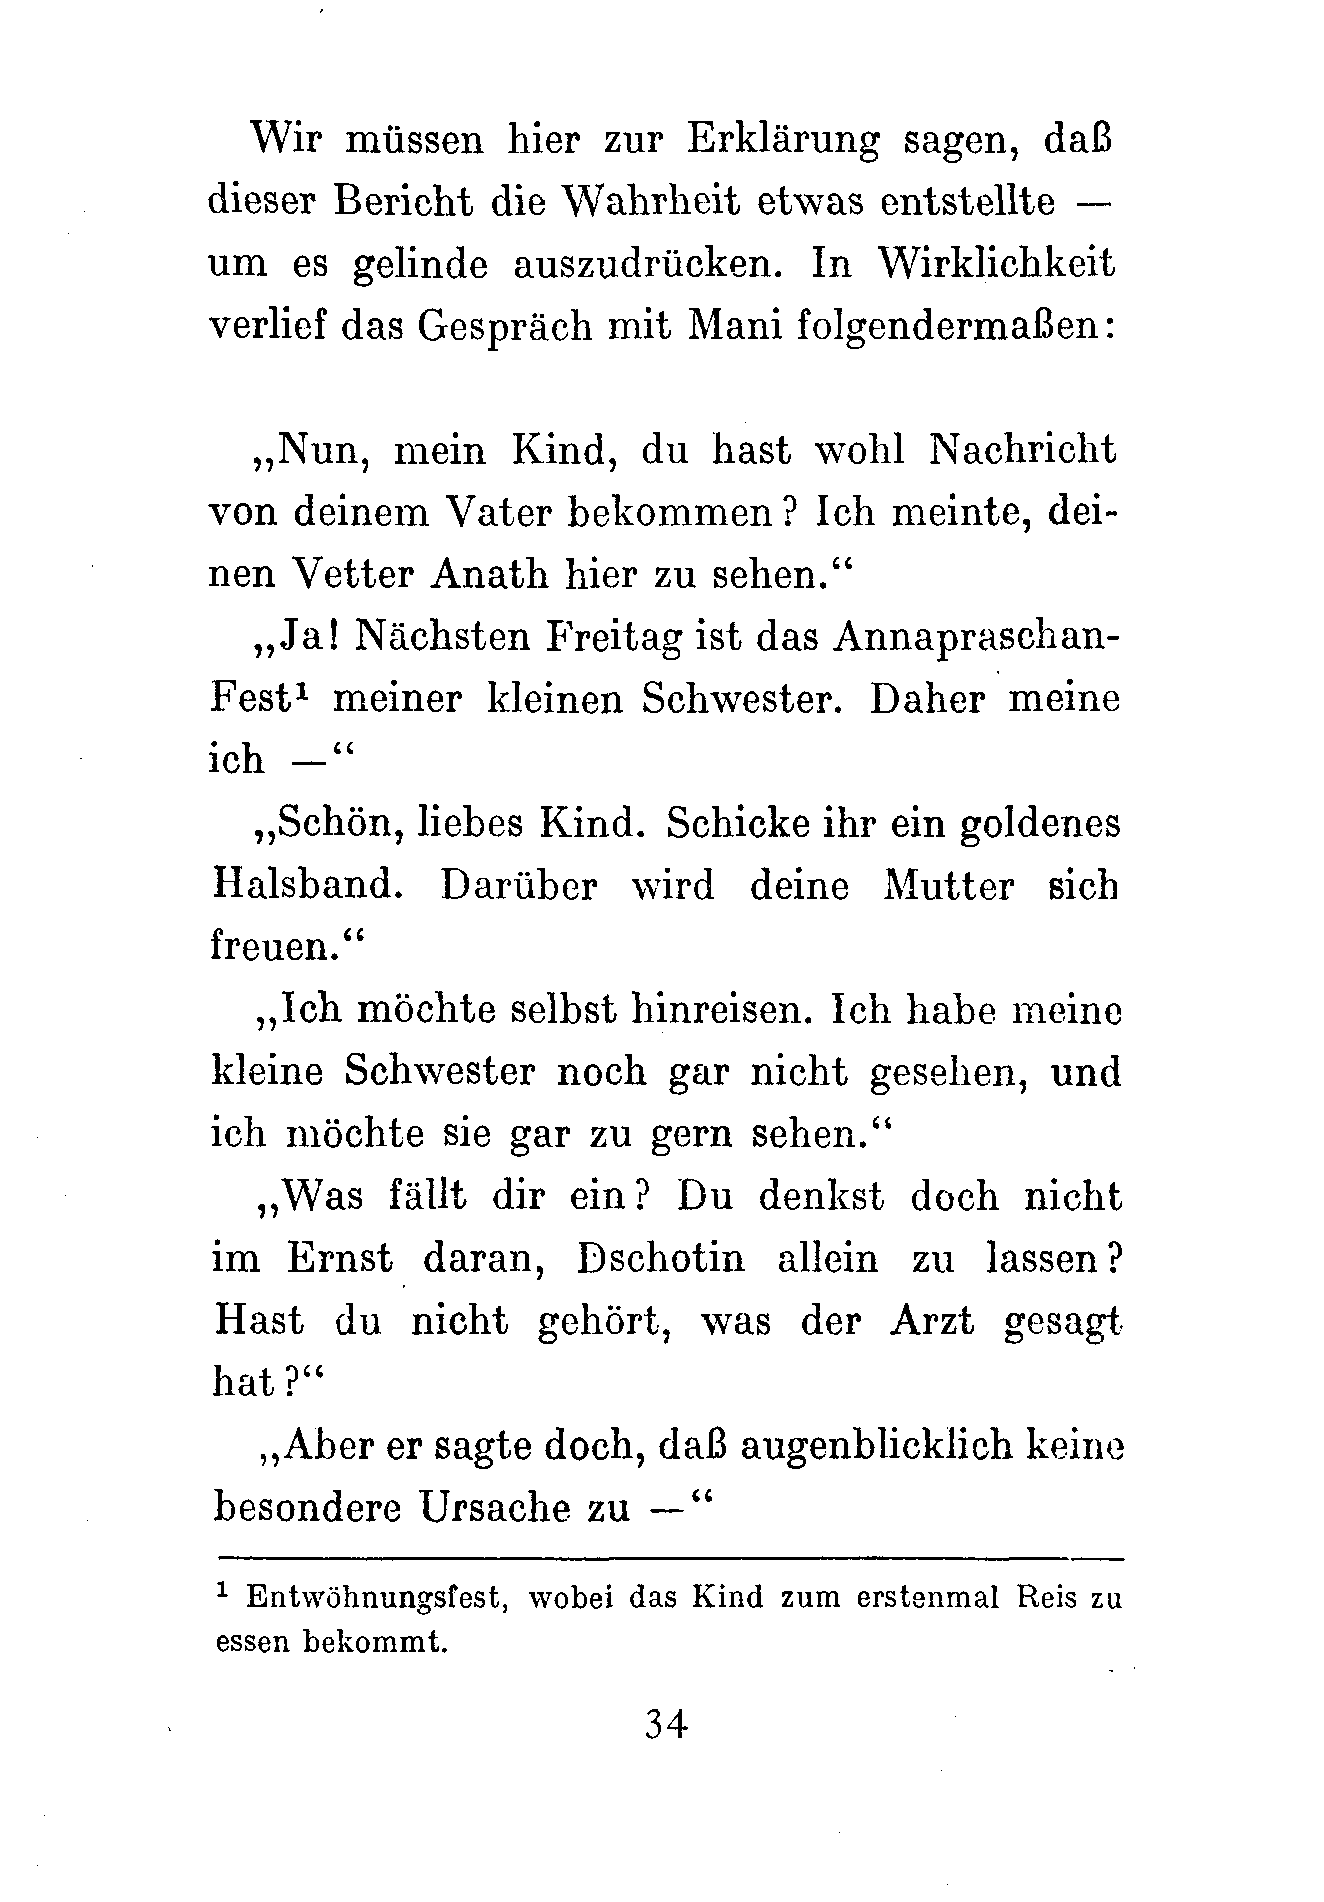 Wir müssen hier zur Erklärung sagen, daß
dieser Bericht die Wahrheit etwas entstellte —
um es gelinde auszudrücken. In Wirklichkeit
verlief das Gespräch mit Mani folgendermaßen:
„Nun, mein Kind, du hast wohl Nachricht
von deinem Vater bekommen? Ich meinte, dei-
nen Vetter Anath hier zu sehen.“
„Ja! Nächsten Freitag ist das Annapraschan-
Fest¹ meiner kleinen Schwester. Daher meine
ich —“
„Schön, liebes Kind. Schicke ihr ein goldenes
Halsband. Darüber wird deine Mutter sich
freuen.“
„Ich möchte selbst hinreisen. Ich habe meine
kleine Schwester noch gar nicht gesehen, und
ich möchte sie gar zu gern sehen.“
„Was fällt dir ein? Du denkst doch nicht
im Ernst daran, Dschotin allein zu lassen?
Hast du nicht gehört, was der Arzt gesagt
hat?“
„Aber er sagte doch, daß augenblicklich keine
besondere Ursache zu —“
¹ Entwöhnungsfest, wobei das Kind zum erstenmal Reis zu
essen bekommt.
34